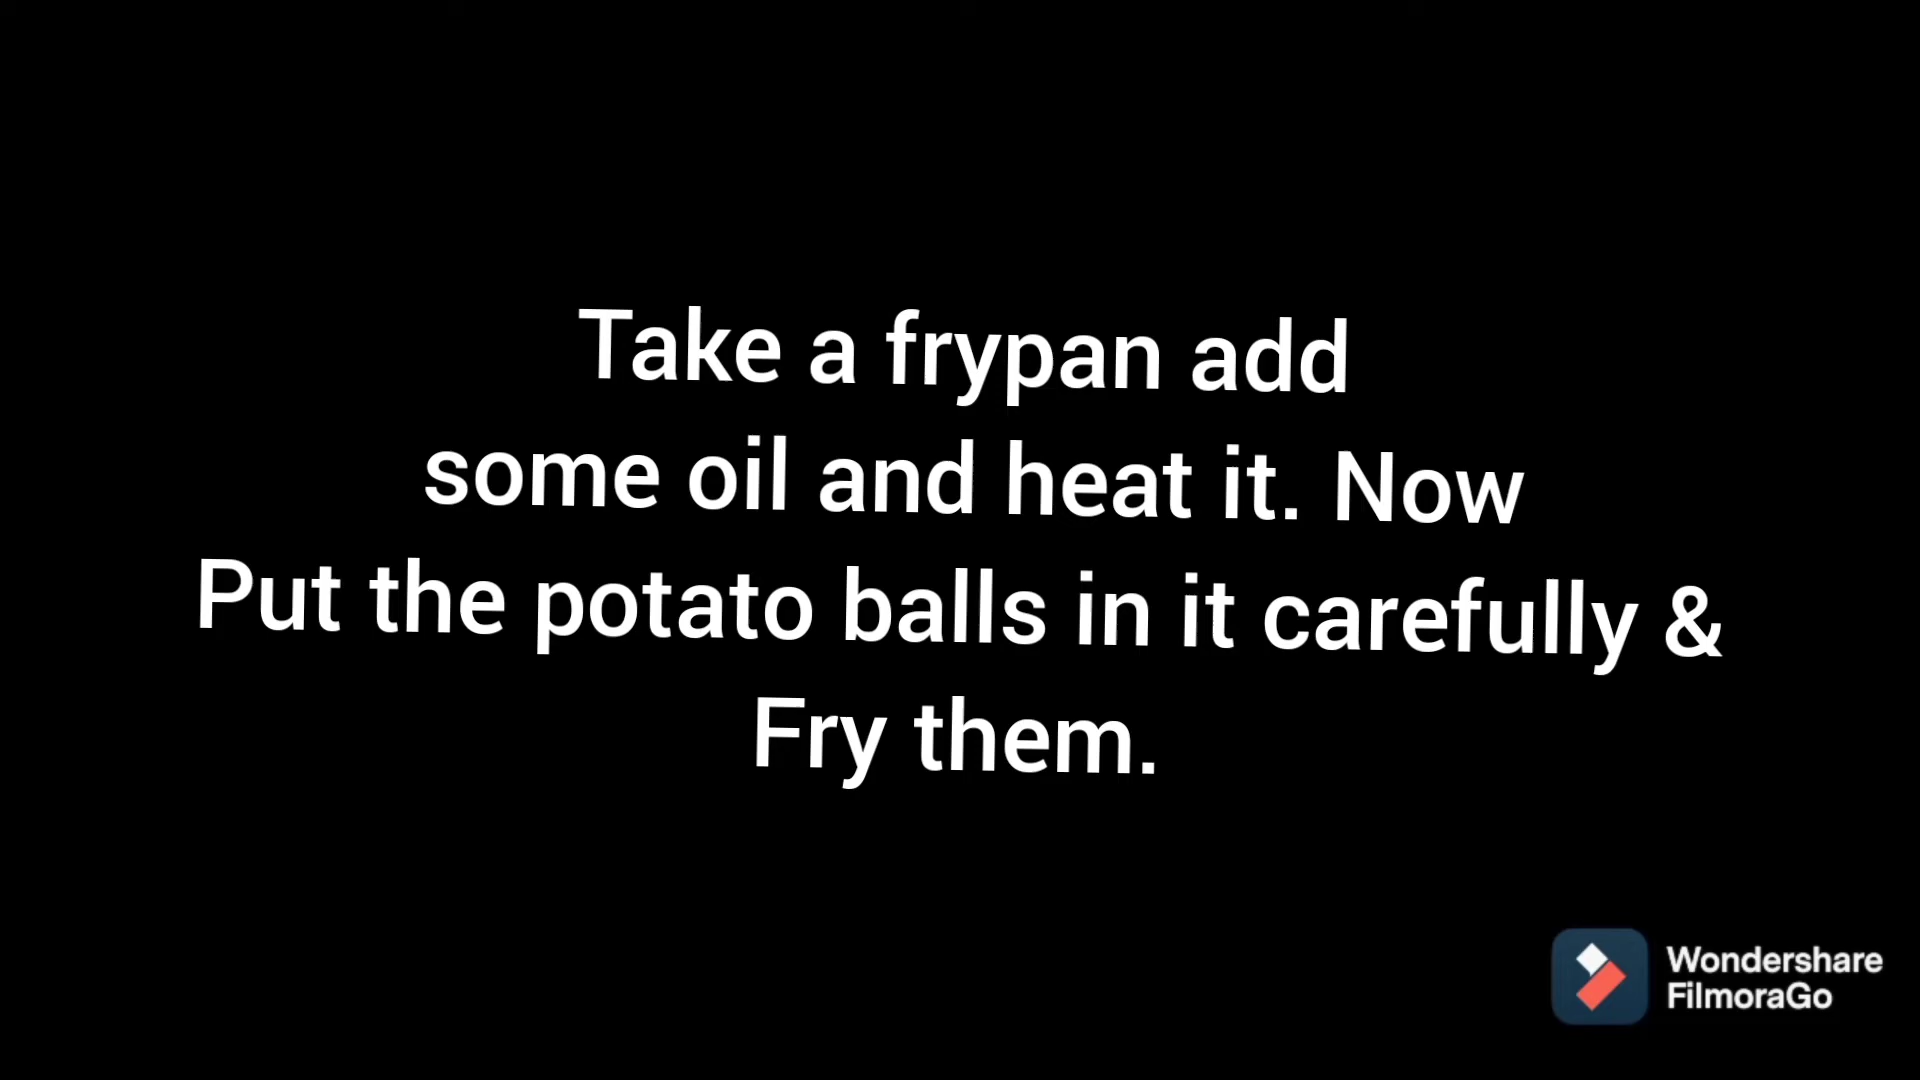 Take a frypan add
some oil and heat it. Now
Put the potato balls in it carefully &
Fry them.
Wondershare
FilmoraGo